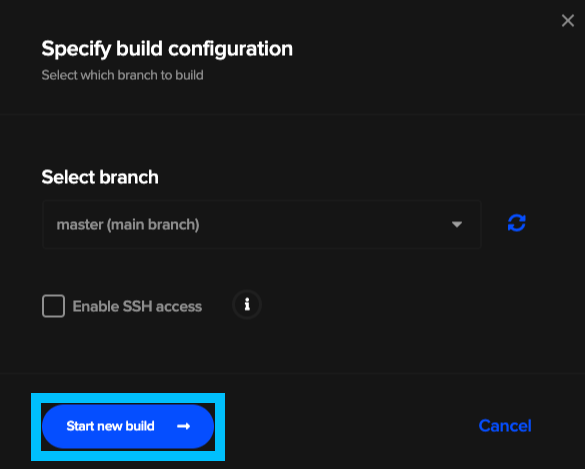 Specify build configuration
Select which branch to build
Select branch
master (main branch)
Enable SSH access
Start new build
Cancel